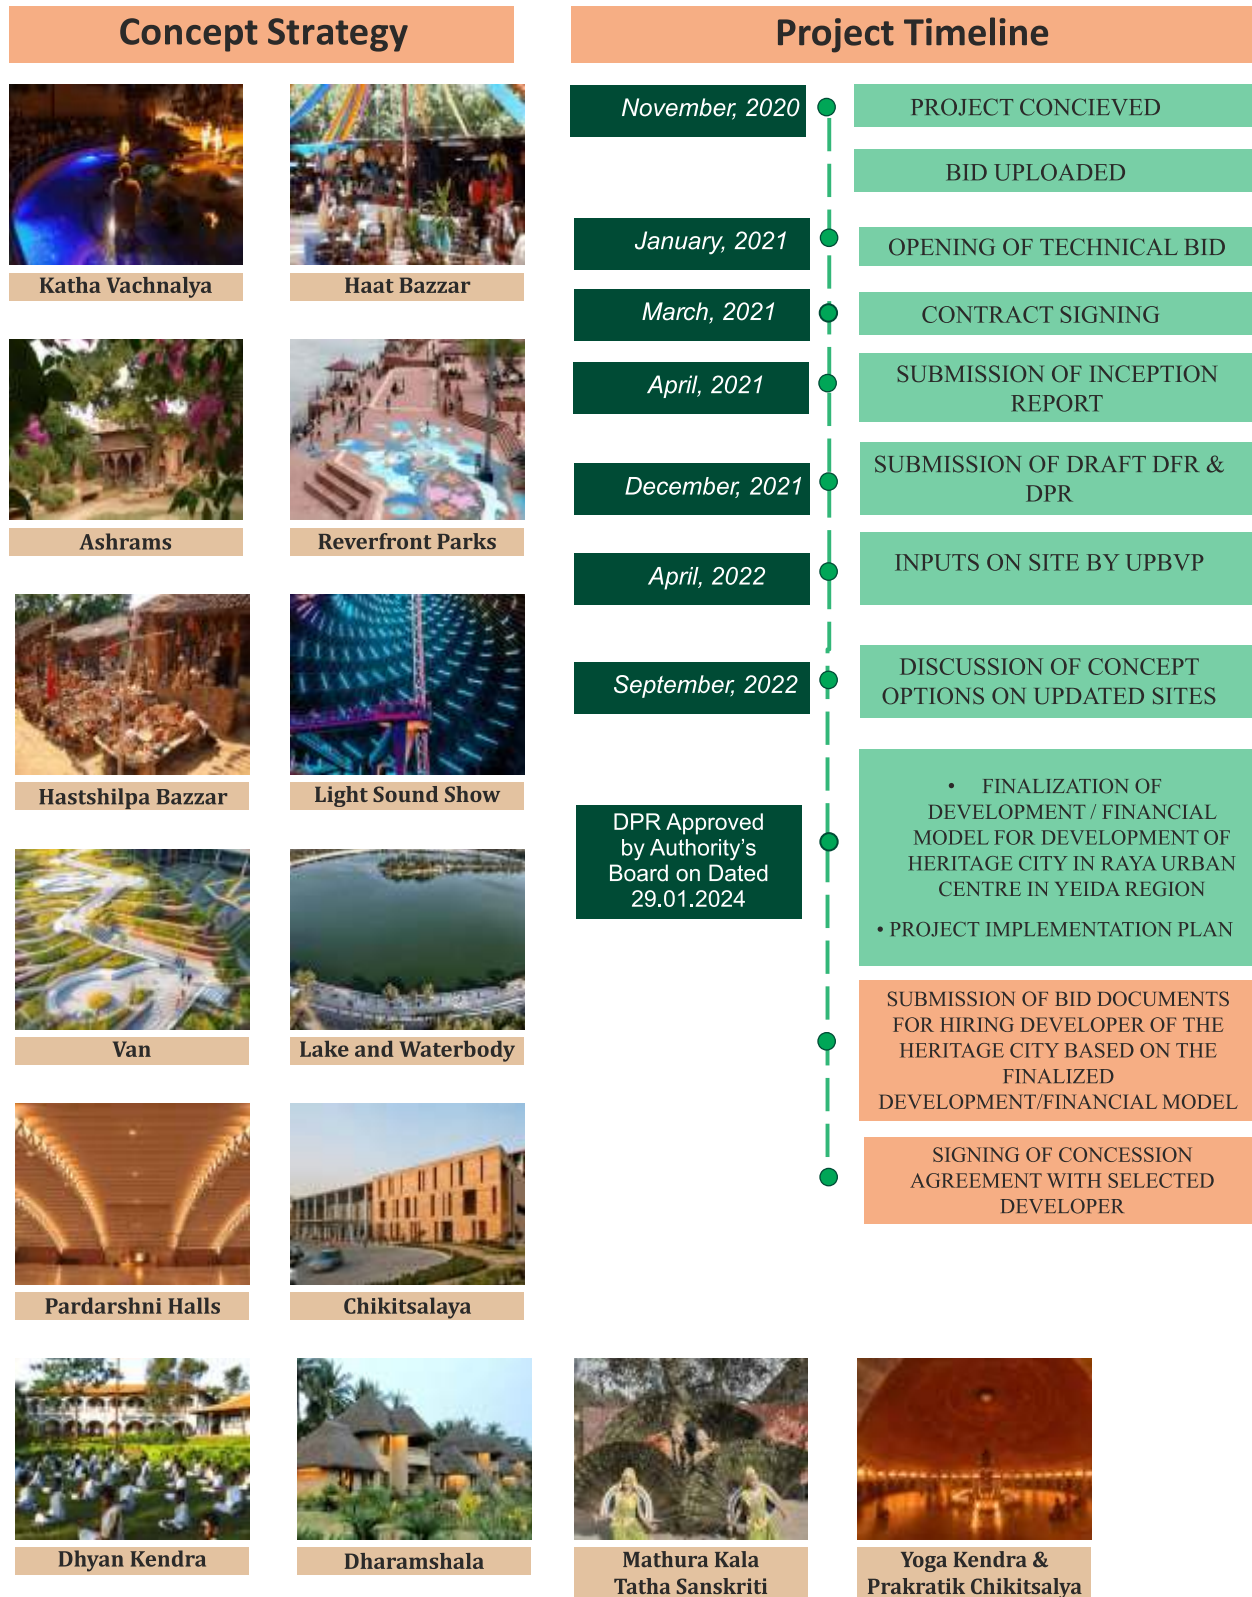 Concept Strategy
Katha Vachnalya
Haat Bazzar
Ashrams
Reverfront Parks
Hastshilpa Bazzar
Light Sound Show
Van
Lake and Waterbody
Pardarshni Halls
Chikitsalaya
Dhyan Kendra
Dharamshala
Mathura Kala
Tatha Sanskriti
Yoga Kendra &
Prakratik Chikitsalya
Project Timeline
November, 2020
PROJECT CONCIEVED
BID UPLOADED
January, 2021
OPENING OF TECHNICAL BID
March, 2021
CONTRACT SIGNING
April, 2021
SUBMISSION OF INCEPTION
REPORT
December, 2021
SUBMISSION OF DRAFT DFR &
DPR
April, 2022
INPUTS ON SITE BY UPBVP
September, 2022
DISCUSSION OF CONCEPT
OPTIONS ON UPDATED SITES
DPR Approved
by Authority's
Board on Dated
29.01.2024
• FINALIZATION OF
DEVELOPMENT / FINANCIAL
MODEL FOR DEVELOPMENT OF
HERITAGE CITY IN RAYA URBAN
CENTRE IN YEIDA REGION
• PROJECT IMPLEMENTATION PLAN
SUBMISSION OF BID DOCUMENTS
FOR HIRING DEVELOPER OF THE
HERITAGE CITY BASED ON THE
FINALIZED
DEVELOPMENT/FINANCIAL MODEL
SIGNING OF CONCESSION
AGREEMENT WITH SELECTED
DEVELOPER